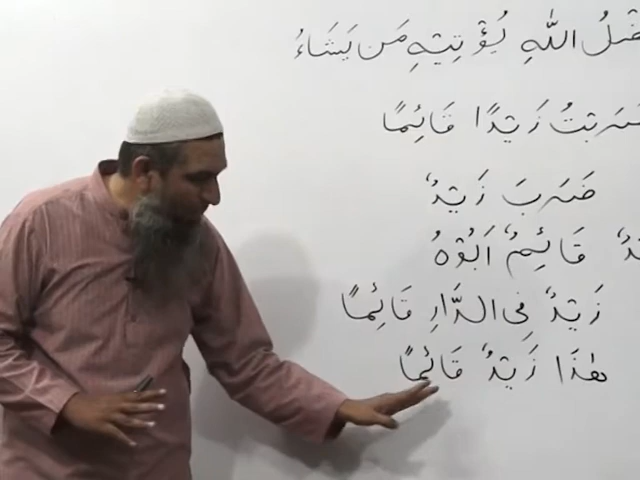 فَضْلُ اللّٰهِ يُؤْتِيْهِ مَن يَشَاءُ
ضَرَبْتُ زَيْدًا قَائِمًا
ضَرَبَ زَيْدٌ
قَائِمٌ اَبُوْهُ
زَيْدٌ فِي الدَّارِ قَائِمًا
هٰذَا زَيْدٌ قَائِمًا